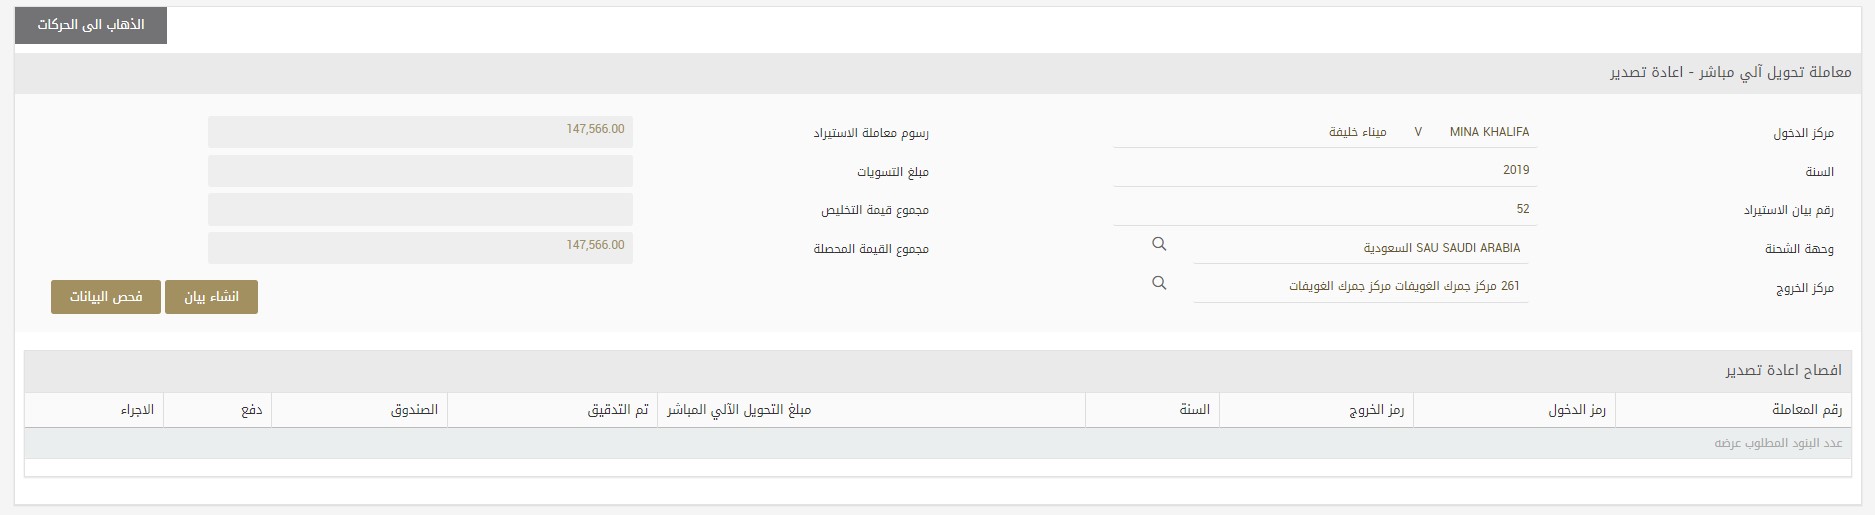 الذهاب الى الحركات
معاملة تحويل آلي مباشر - اعادة تصدير
مركز الدخول MINA KHALIFA V ميناء خليفة رسوم معاملة الاستيراد 147,566.00
السنة 2019 مبلغ التسويات
رقم بيان الاستيراد 52 مجموع قيمة التخليص
وجهة الشحنة SAU SAUDI ARABIA السعودية مجموع القيمة المحصلة 147,566.00
مركز الخروج 261 مركز جمرك الغويفات مركز جمرك الغويفات انشاء بيان فحص البيانات
افصاح اعادة تصدير
رقم المعاملة رمز الدخول رمز الخروج السنة مبلغ التحويل الآلي المباشر تم التدقيق الصندوق دفع الاجراء
عدد البنود المطلوب عرضه